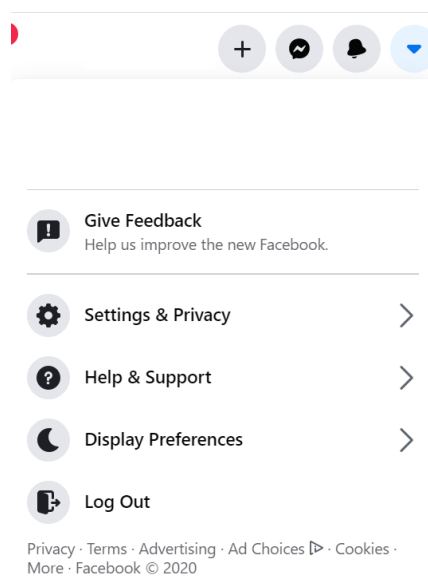 Give Feedback
Help us improve the new Facebook.
Settings & Privacy
Help & Support
Display Preferences
Log Out
Privacy · Terms · Advertising · Ad Choices · Cookies ·
More · Facebook © 2020